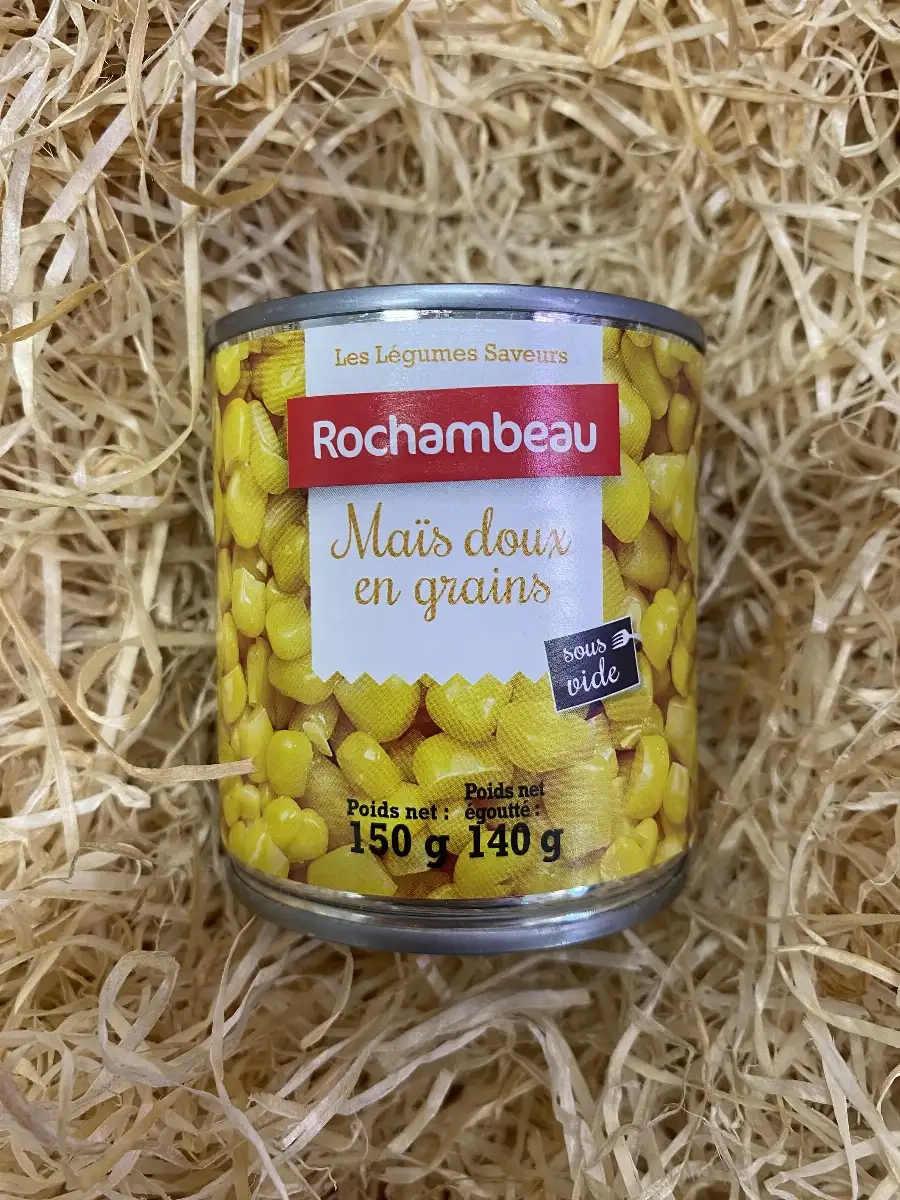 Les Légumes Saveurs
Rochambeau
Maïs doux
en grains
sous
vide
Poids net :
150 g
Poids net
égoutté :
140 g